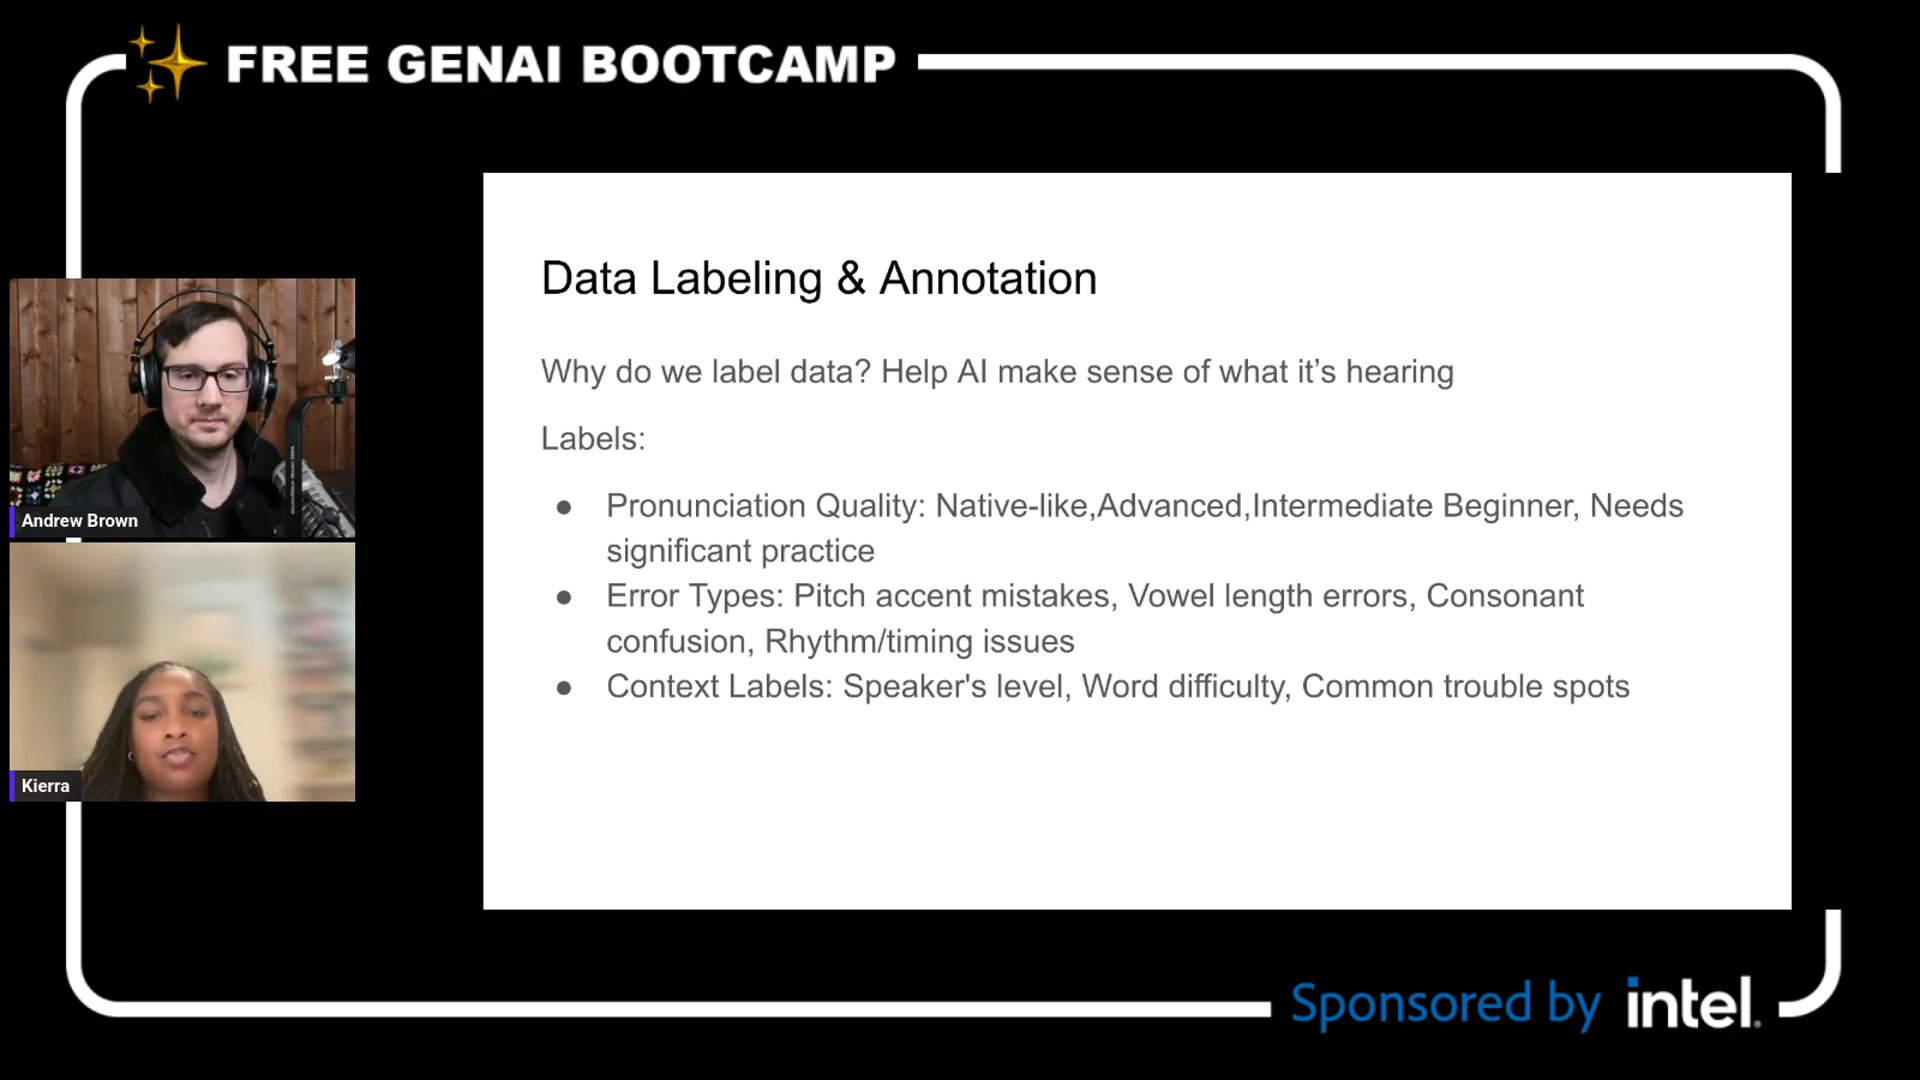 FREE GENAI BOOTCAMP
Data Labeling & Annotation
Why do we label data? Help AI make sense of what it’s hearing
Labels:
● Pronunciation Quality: Native-like,Advanced,Intermediate Beginner, Needs
significant practice
● Error Types: Pitch accent mistakes, Vowel length errors, Consonant
confusion, Rhythm/timing issues
● Context Labels: Speaker's level, Word difficulty, Common trouble spots
Andrew Brown
Kierra
Sponsored by intel.